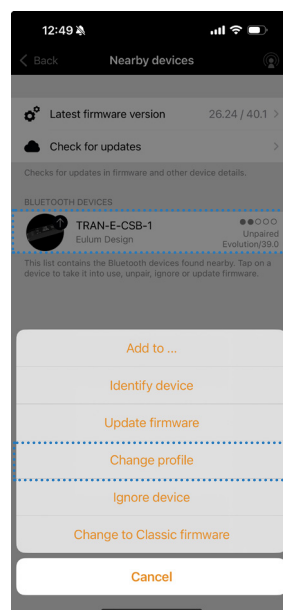 12:49
Back
Nearby devices
Latest firmware version
26.24 / 40.1
Check for updates
Checks for updates in firmware and other device details.
BLUETOOTH DEVICES
TRAN-E-CSB-1
Eulum Design
Unpaired
Evolution/39.0
This list contains the Bluetooth devices found nearby. Tap on a
device to take it into use, unpair, ignore or update firmware.
Add to ...
Identify device
Update firmware
Change profile
Ignore device
Change to Classic firmware
Cancel